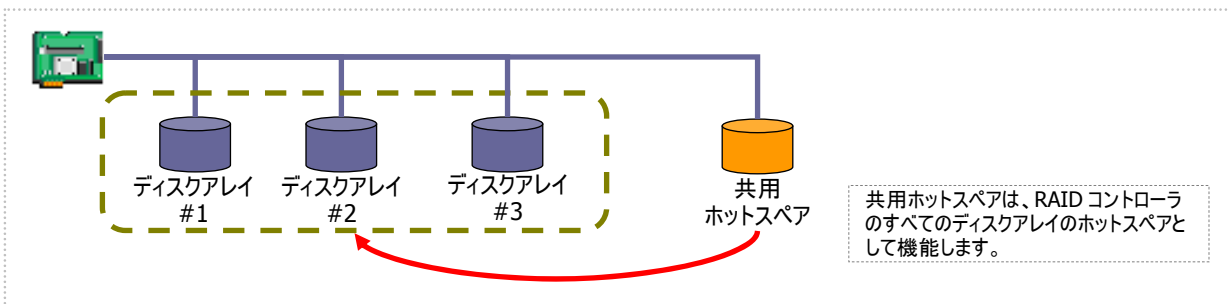 ディスクアレイ
#1
ディスクアレイ
#2
ディスクアレイ
#3
共用
ホットスペア
共用ホットスペアは、RAID コントローラ
のすべてのディスクアレイのホットスペアと
して機能します。